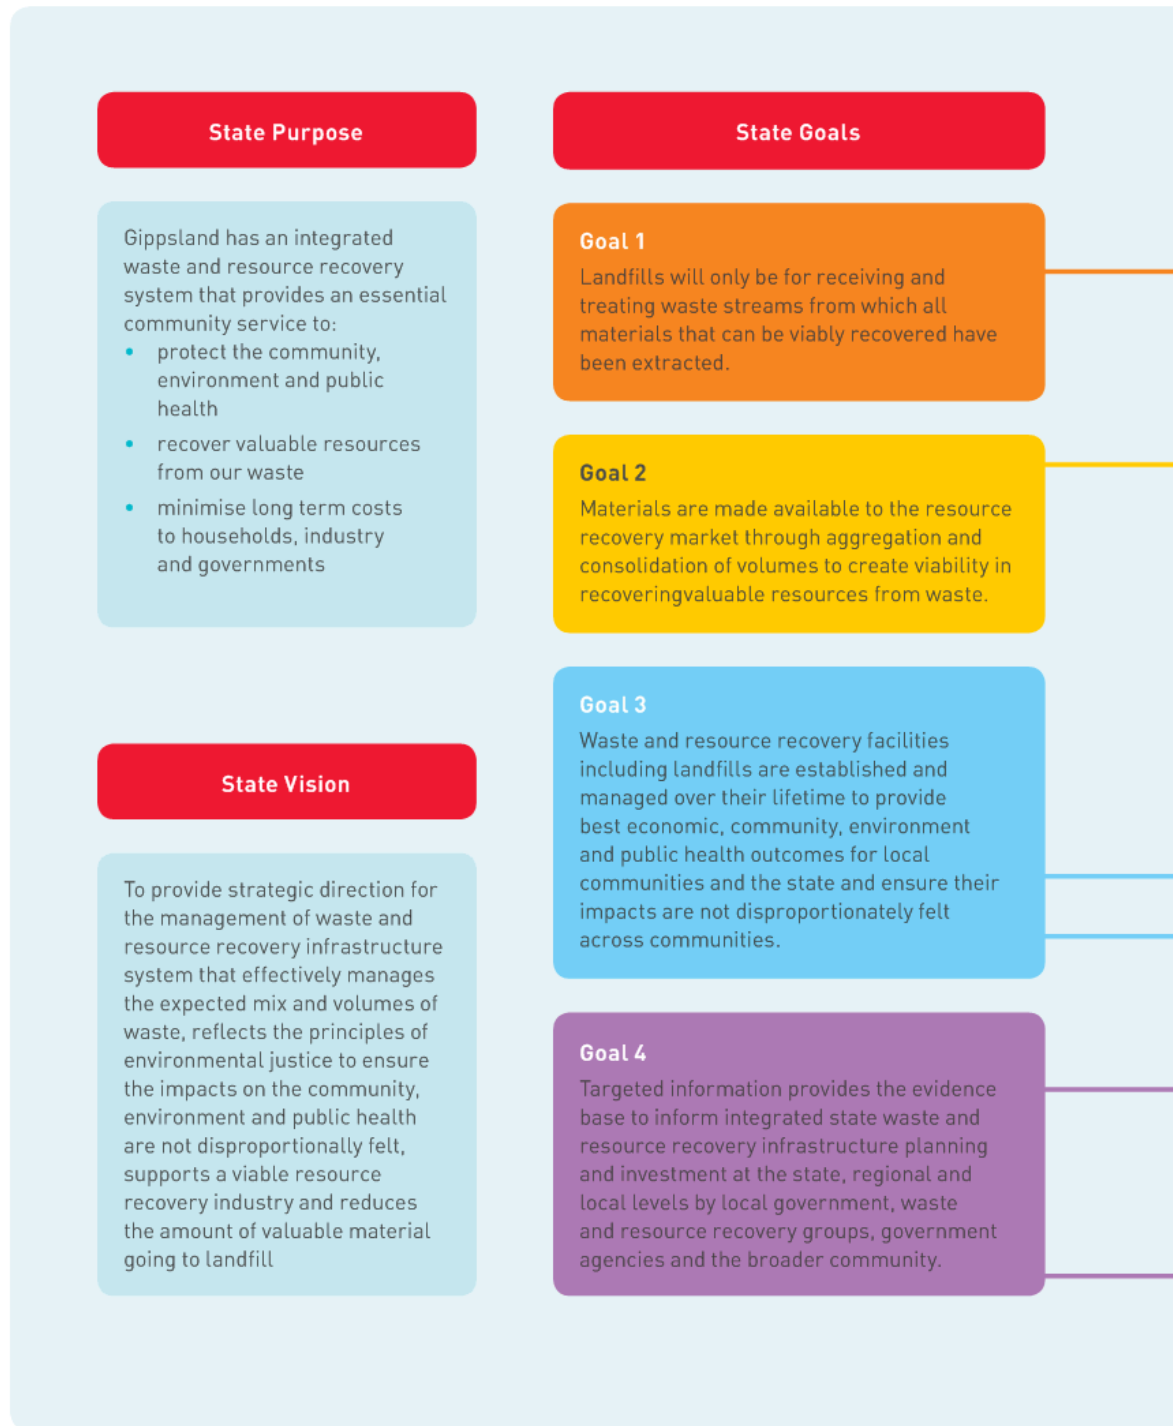 State Purpose
Gippsland has an integrated
waste and resource recovery
system that provides an essential
community service to:
• protect the community,
environment and public
health
• recover valuable resources
from our waste
• minimise long term costs
to households, industry
and governments
State Vision
To provide strategic direction for
the management of waste and
resource recovery infrastructure
system that effectively manages
the expected mix and volumes of
waste, reflects the principles of
environmental justice to ensure
the impacts on the community,
environment and public health
are not disproportionally felt,
supports a viable resource
recovery industry and reduces
the amount of valuable material
going to landfill
State Goals
Goal 1
Landfills will only be for receiving and
treating waste streams from which all
materials that can be viably recovered have
been extracted.
Goal 2
Materials are made available to the resource
recovery market through aggregation and
consolidation of volumes to create viability in
recoveringvaluable resources from waste.
Goal 3
Waste and resource recovery facilities
including landfills are established and
managed over their lifetime to provide
best economic, community, environment
and public health outcomes for local
communities and the state and ensure their
impacts are not disproportionately felt
across communities.
Goal 4
Targeted information provides the evidence
base to inform integrated state waste and
resource recovery infrastructure planning
and investment at the state, regional and
local levels by local government, waste
and resource recovery groups, government
agencies and the broader community.